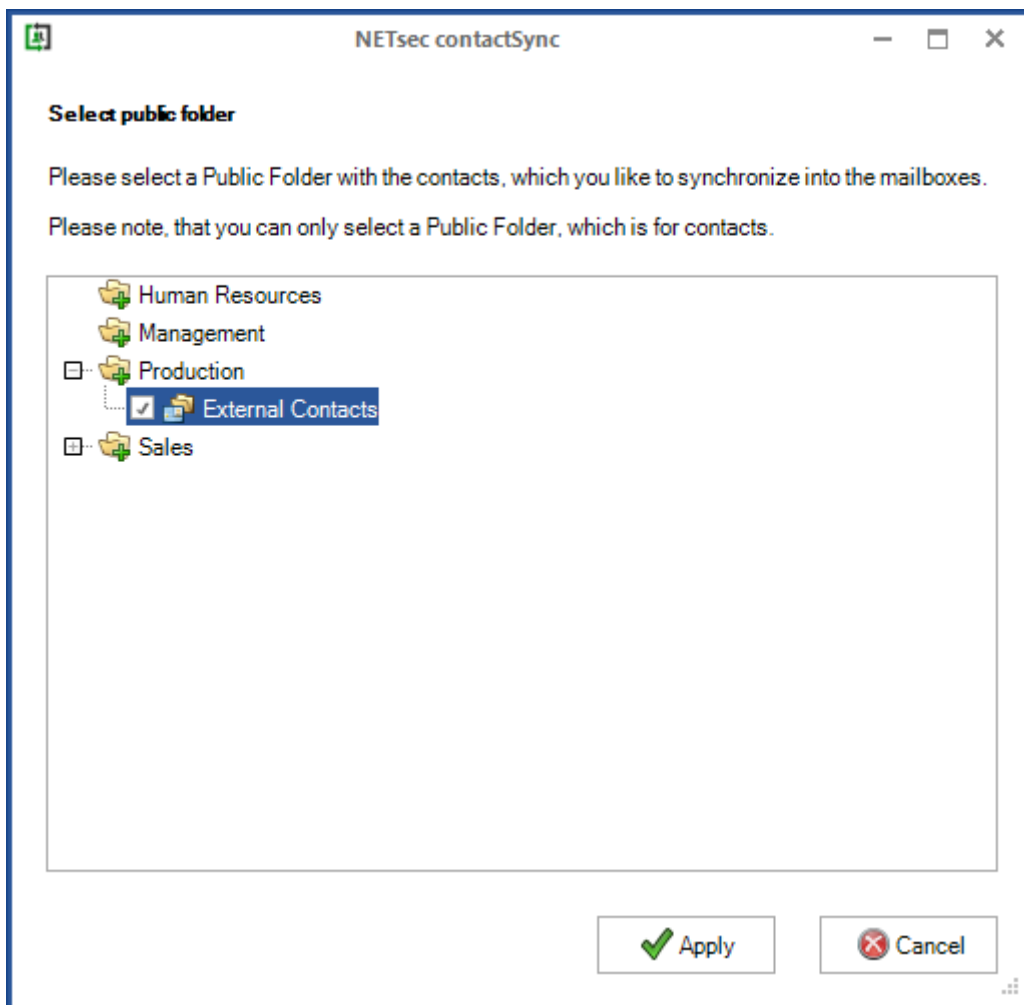 NETsec contactSync
Select public folder
Please select a Public Folder with the contacts, which you like to synchronize into the mailboxes.
Please note, that you can only select a Public Folder, which is for contacts.
Human Resources
Management
Production
External Contacts
Sales
Apply
Cancel